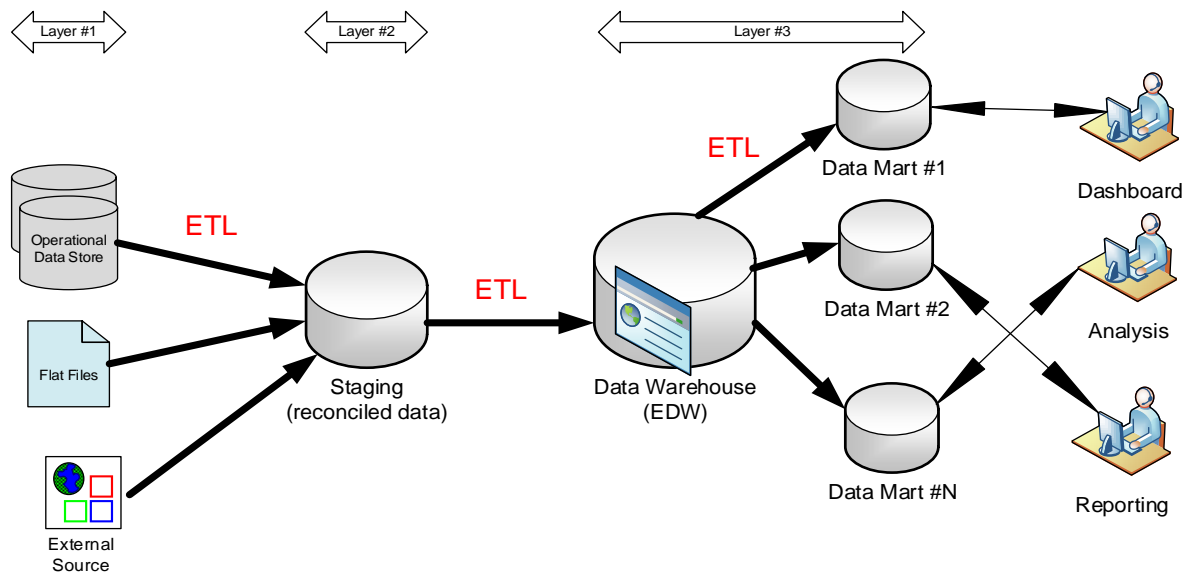 Layer #1
Layer #2
Layer #3
ETL
Data Mart #1
Dashboard
Operational
Data Store
ETL
ETL
Data Mart #2
Analysis
Flat Files
Staging
(reconciled data)
Data Warehouse
(EDW)
Data Mart #N
Reporting
External
Source